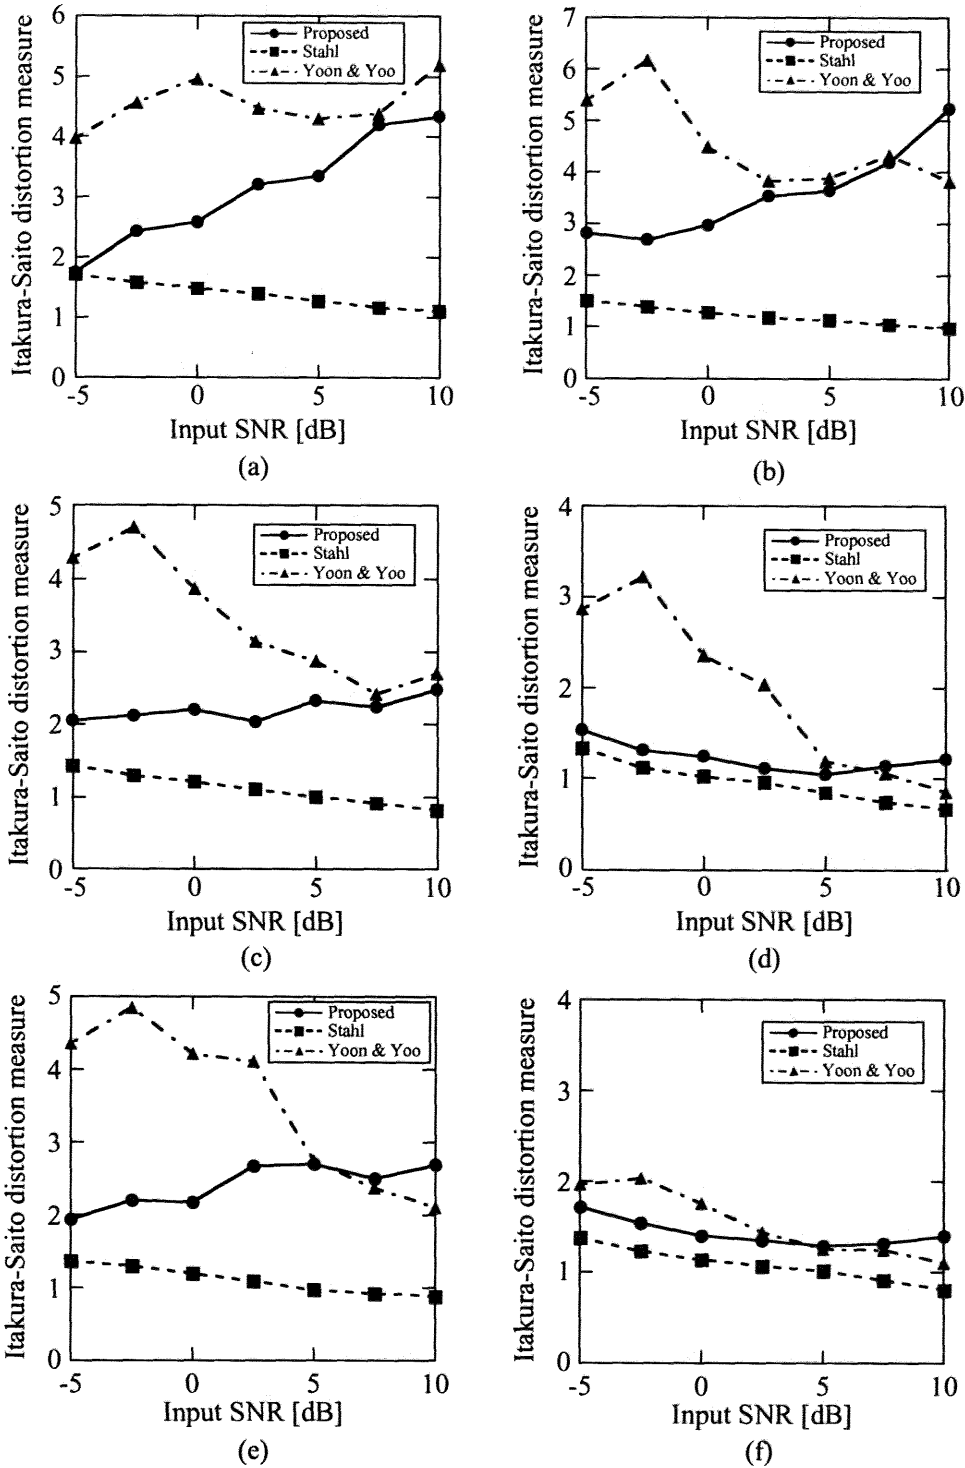 Itakura-Saito distortion measure
6
5
4
3
2
1
0
Proposed
Stahl
Yoon & Yoo
-5
0
5
10
Input SNR [dB]
(a)
Itakura-Saito distortion measure
7
6
5
4
3
2
1
0
Proposed
Stahl
Yoon & Yoo
-5
0
5
10
Input SNR [dB]
(b)
Itakura-Saito distortion measure
5
4
3
2
1
0
Proposed
Stahl
Yoon & Yoo
-5
0
5
10
Input SNR [dB]
(c)
Itakura-Saito distortion measure
4
3
2
1
0
Proposed
Stahl
Yoon & Yoo
-5
0
5
10
Input SNR [dB]
(d)
Itakura-Saito distortion measure
5
4
3
2
1
0
Proposed
Stahl
Yoon & Yoo
-5
0
5
10
Input SNR [dB]
(e)
Itakura-Saito distortion measure
4
3
2
1
0
Proposed
Stahl
Yoon & Yoo
-5
0
5
10
Input SNR [dB]
(f)